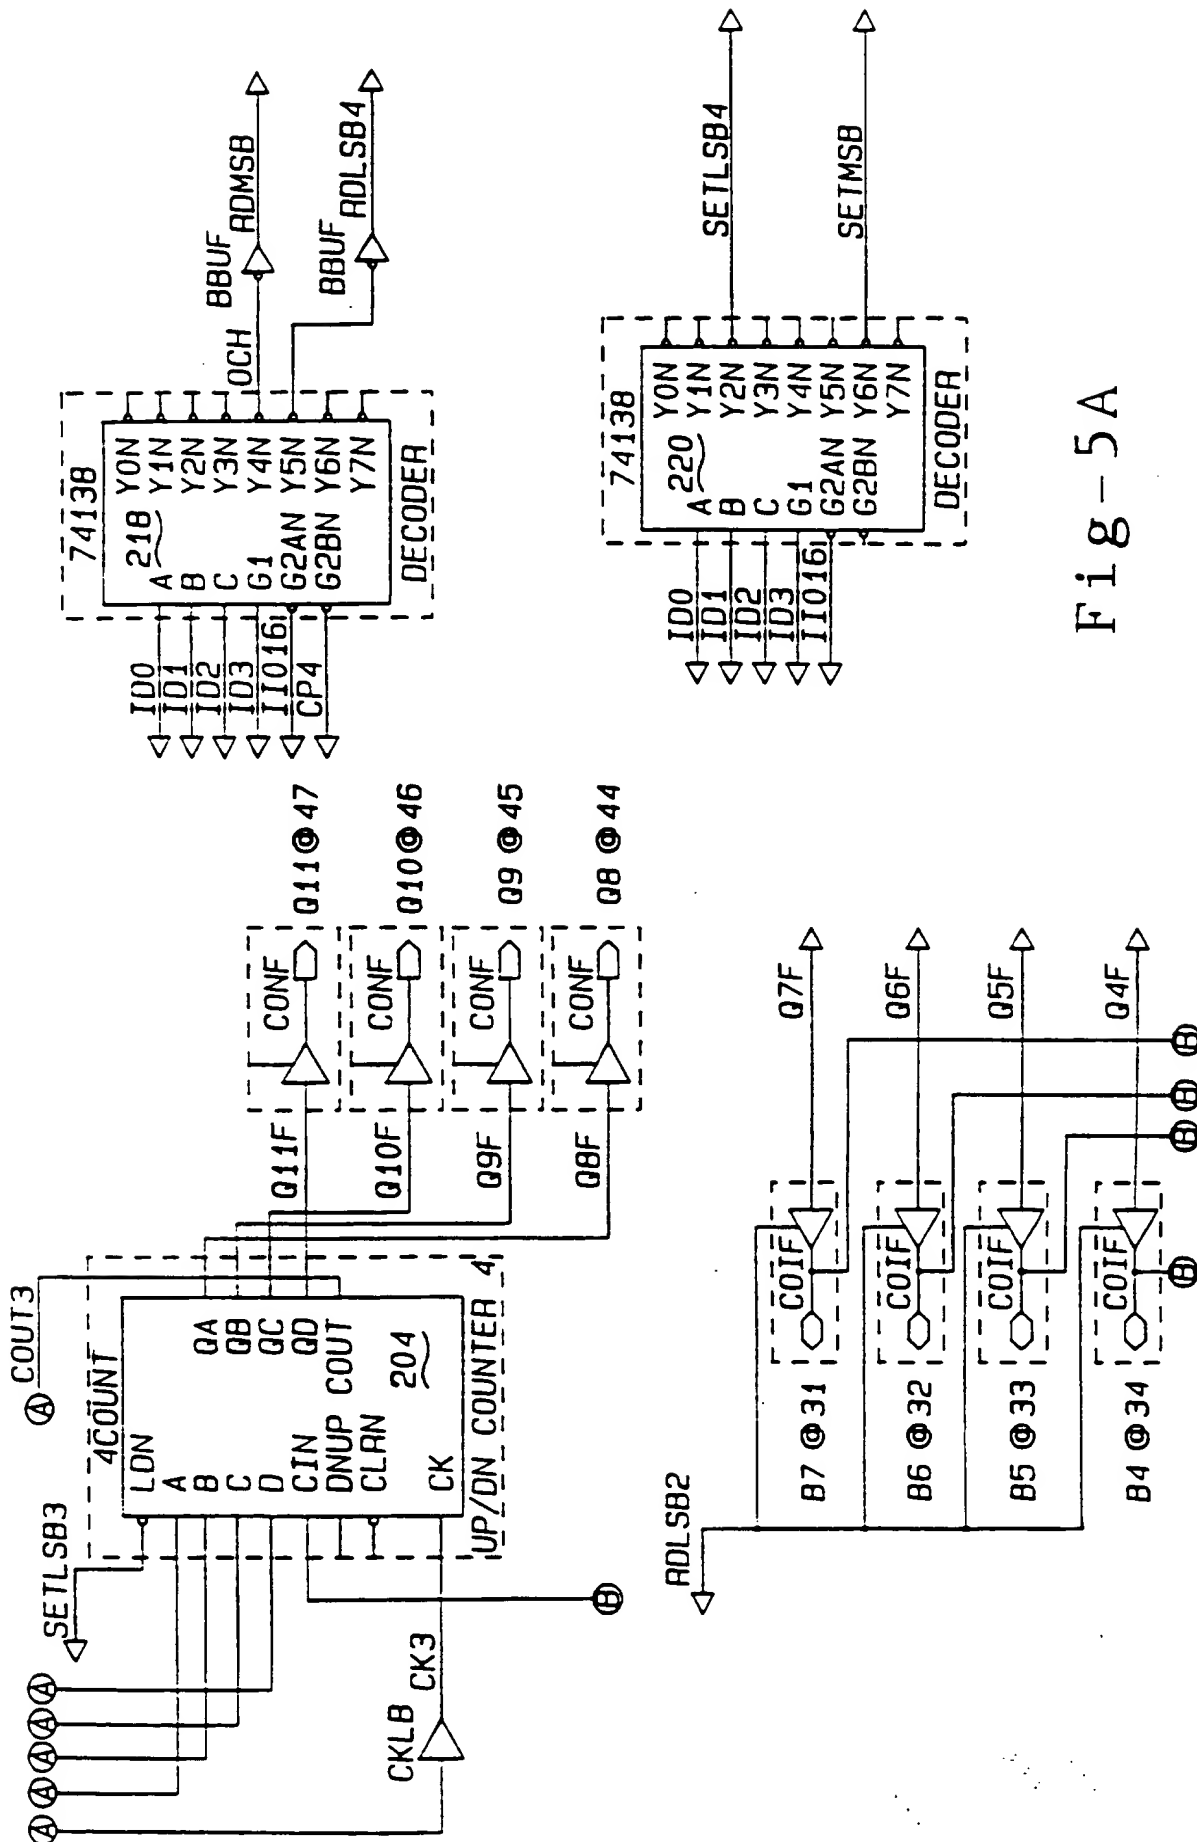 COUT3
A
SETLSB3
A
A
A
A
A
4COUNT
LDN
A
B
C
D
CIN
DNUP
CLRN
CK
QA
QB
QC
QD
COUT
204
UP/DN COUNTER 4
CKLB
CK3
B
Q11F
Q10F
Q9F
Q8F
CONF
CONF
CONF
CONF
Q11@47
Q10@46
Q9 @45
Q8 @44
74138
218
A
B
C
G1
G2AN
G2BN
Y0N
Y1N
Y2N
Y3N
Y4N
Y5N
Y6N
Y7N
DECODER
ID0
ID1
ID2
ID3
IIO16
CP4
OCH
BBUF
RDMSB
BBUF
RDLSB4
RDLSB2
B7 @31
B6 @32
B5 @33
B4 @34
COIF
COIF
COIF
COIF
Q7F
Q6F
Q5F
Q4F
B
B
B
B
74138
220
A
B
C
G1
G2AN
G2BN
Y0N
Y1N
Y2N
Y3N
Y4N
Y5N
Y6N
Y7N
DECODER
ID0
ID1
ID2
ID3
IIO16
SETLSB4
SETMSB
Fig-5A